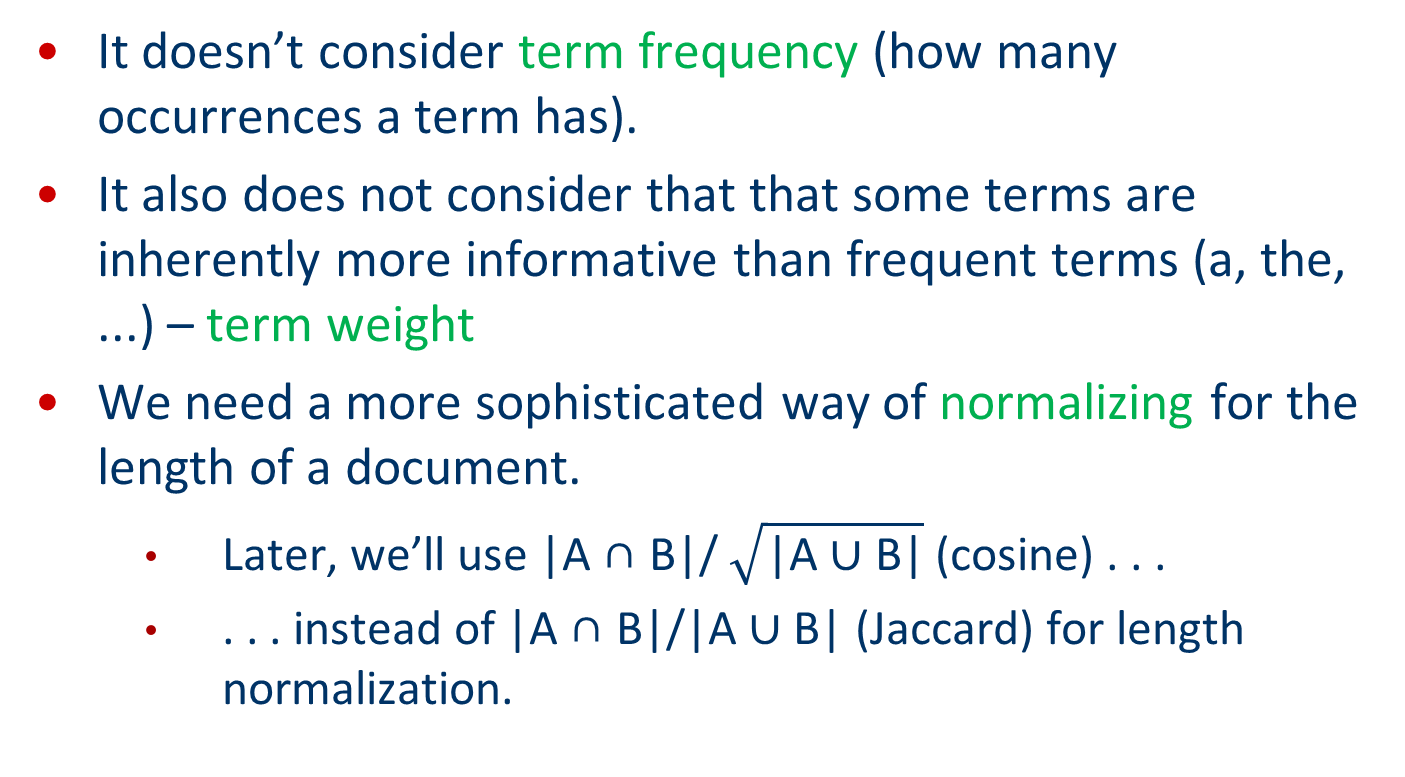 • It doesn’t consider term frequency (how many
occurrences a term has).
• It also does not consider that that some terms are
inherently more informative than frequent terms (a, the,
...) – term weight
• We need a more sophisticated way of normalizing for the
length of a document.
• Later, we’ll use |A ∩ B|/ √|A ∪ B| (cosine) . . .
• . . . instead of |A ∩ B|/|A ∪ B| (Jaccard) for length
normalization.